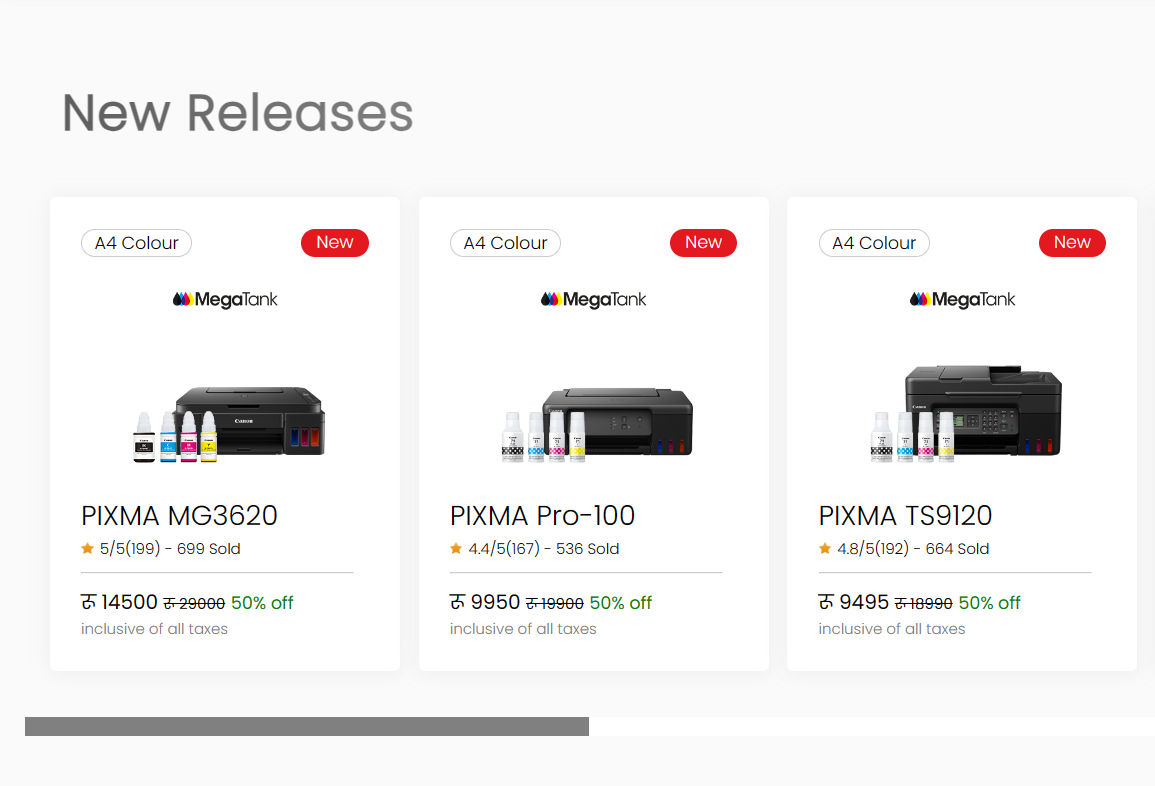 New Releases
A4 Colour New
MegaTank
Canon
PIXMA MG3620
5/5(199) - 699 Sold
रु 14500 रु 29000 50% off
inclusive of all taxes
A4 Colour New
MegaTank
PIXMA Pro-100
4.4/5(167) - 536 Sold
रु 9950 रु 19900 50% off
inclusive of all taxes
A4 Colour New
MegaTank
Canon
PIXMA TS9120
4.8/5(192) - 664 Sold
रु 9495 रु 18990 50% off
inclusive of all taxes